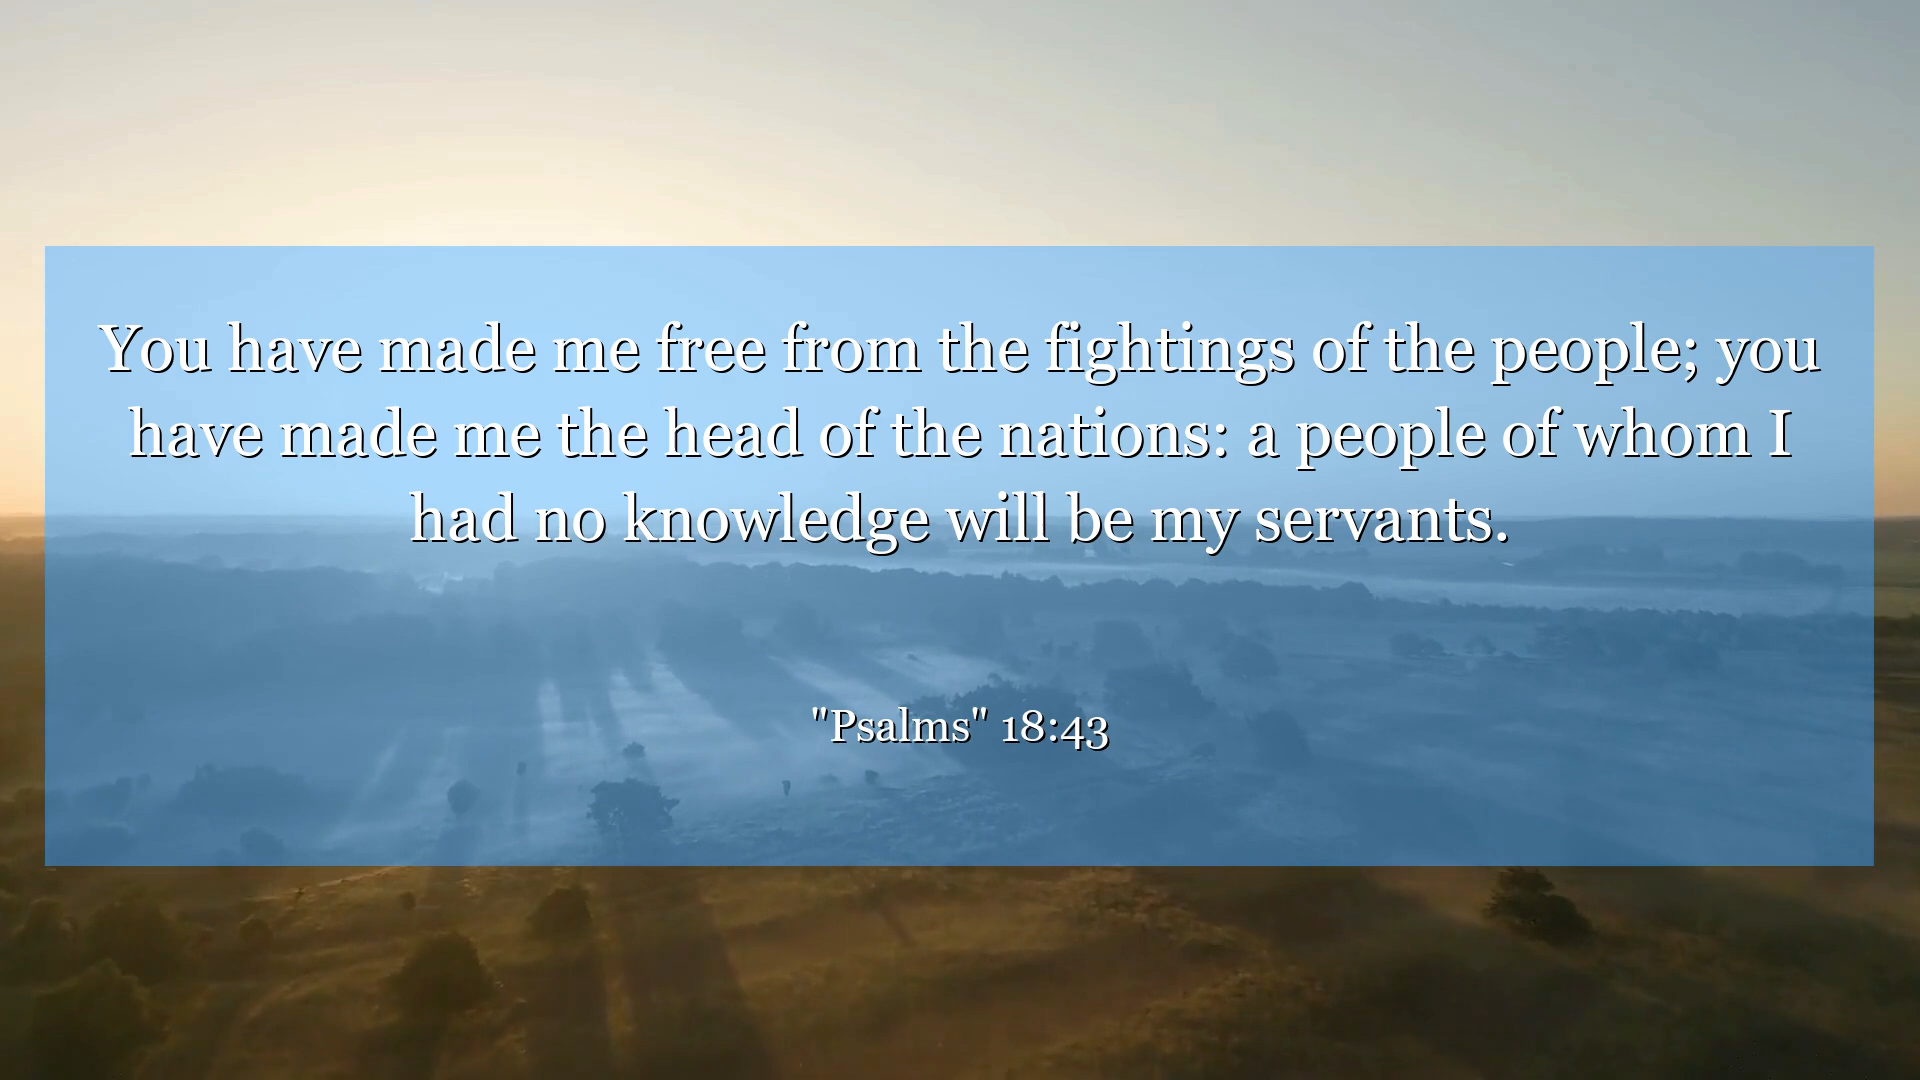 You have made me free from the fightings of the people; you
have made me the head of the nations: a people of whom I
had no knowledge will be my servants.
"Psalms" 18:43